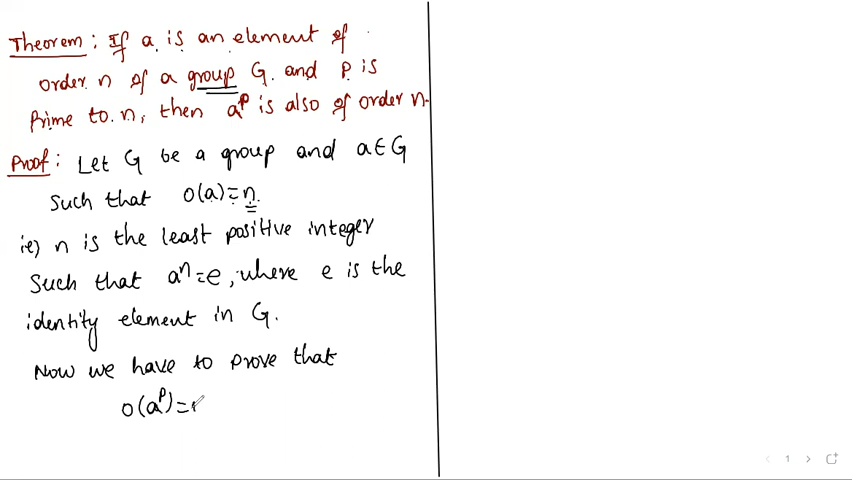 Theorem: If a is an element of
order n of a group G. and P is
Prime to n, then a^p is also of order n.
Proof: Let G be a group and a∈G
Such that o(a)=n.
ie) n is the least positive integer
Such that a^n=e, where e is the
identity element in G.
Now we have to prove that
o(a^p)=
1